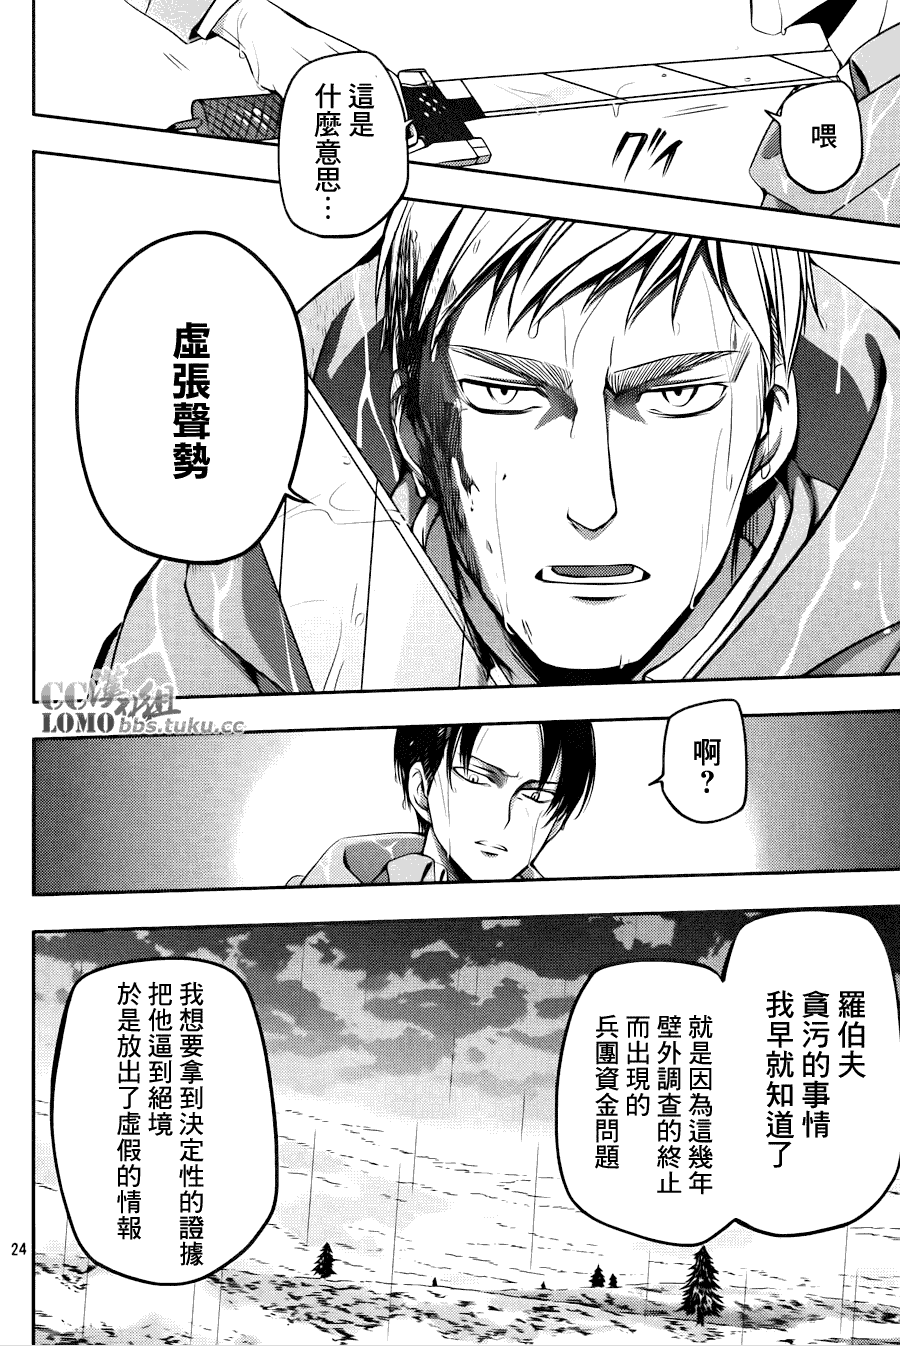 喂
這是
什麼意思…
グッ
虛張聲勢
CC漢化組
LOMO bbs.tuku.cc
啊?
羅伯夫
貪污的事情
我早就知道了
就是因為這幾年
壁外調查的終止
而出現的
兵團資金問題
我想要拿到決定性的證據
把他逼到絕境
於是放出了虛假的情報
24